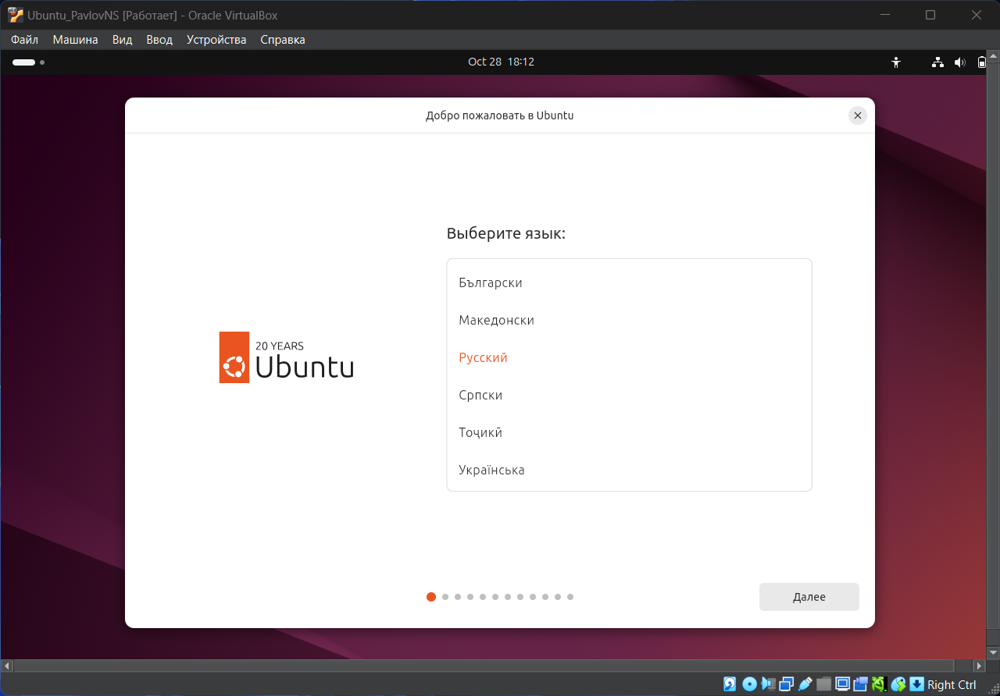 Ubuntu_PavlovNS [Работает] - Oracle VirtualBox
Файл Машина Вид Ввод Устройства Справка
Oct 28 18:12
Добро пожаловать в Ubuntu
Выберите язык:
Български
Македонски
Русский
Српски
Тоҷикӣ
Українська
20 YEARS
Ubuntu
Далее
Right Ctrl